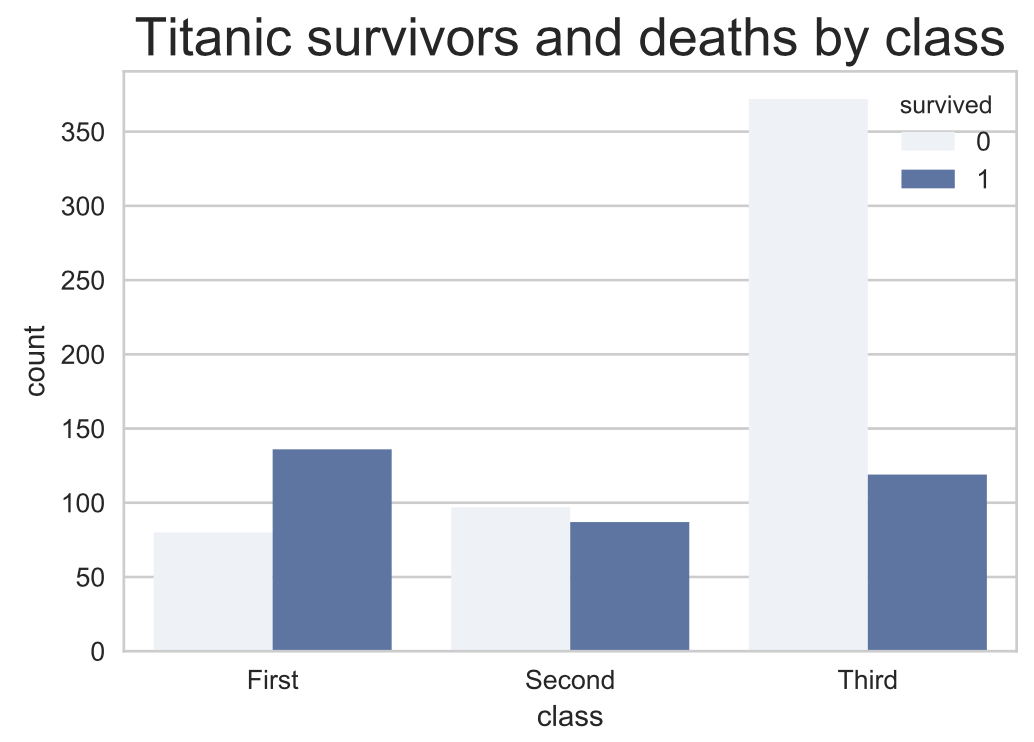 Titanic survivors and deaths by class
survived
0
1
350
300
250
200
150
100
50
0
count
First Second Third
class